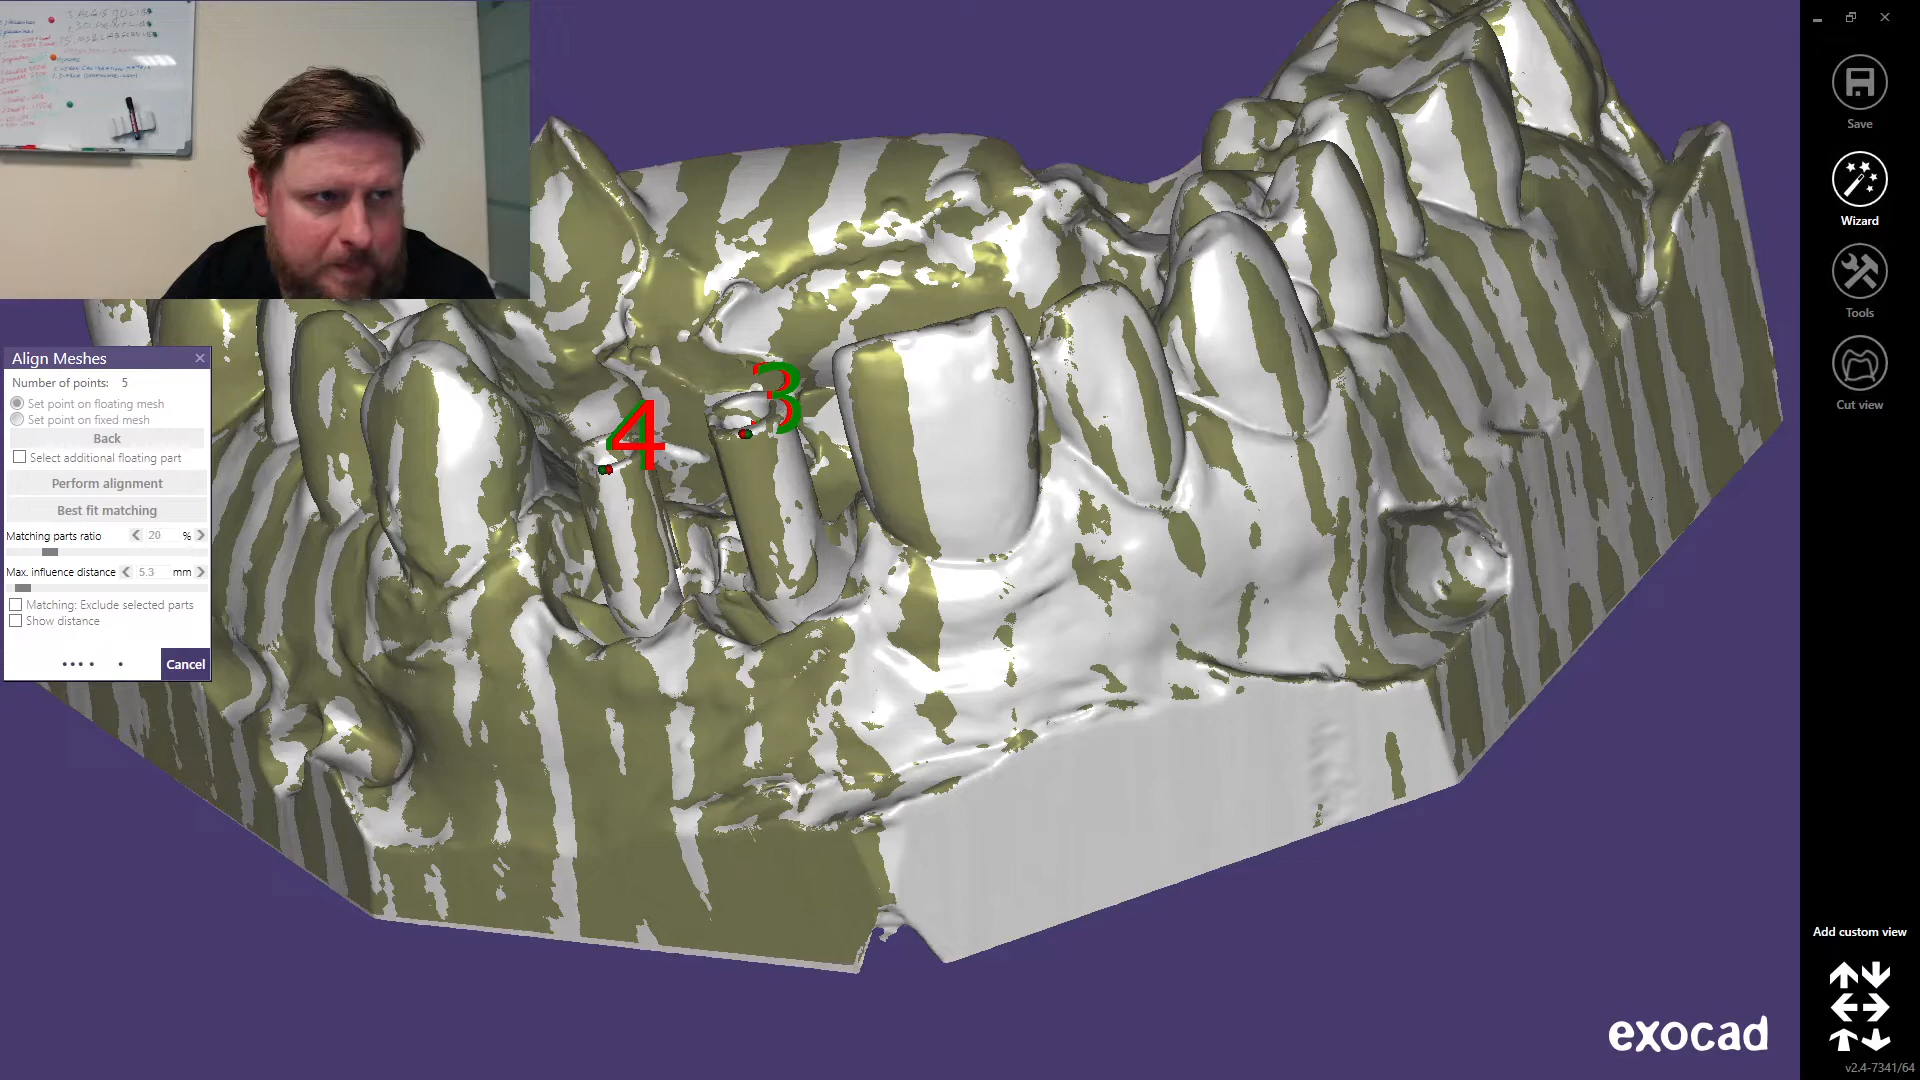 Align Meshes
Number of points: 5
Set point on floating mesh
Set point on fixed mesh
Back
Select additional floating part
Perform alignment
Best fit matching
Matching parts ratio 20 %
Max. influence distance 5.3 mm
Matching: Exclude selected parts
Show distance
Cancel
4
3
Save
Wizard
Tools
Cut view
Add custom view
exocad
v2.4-7341/64